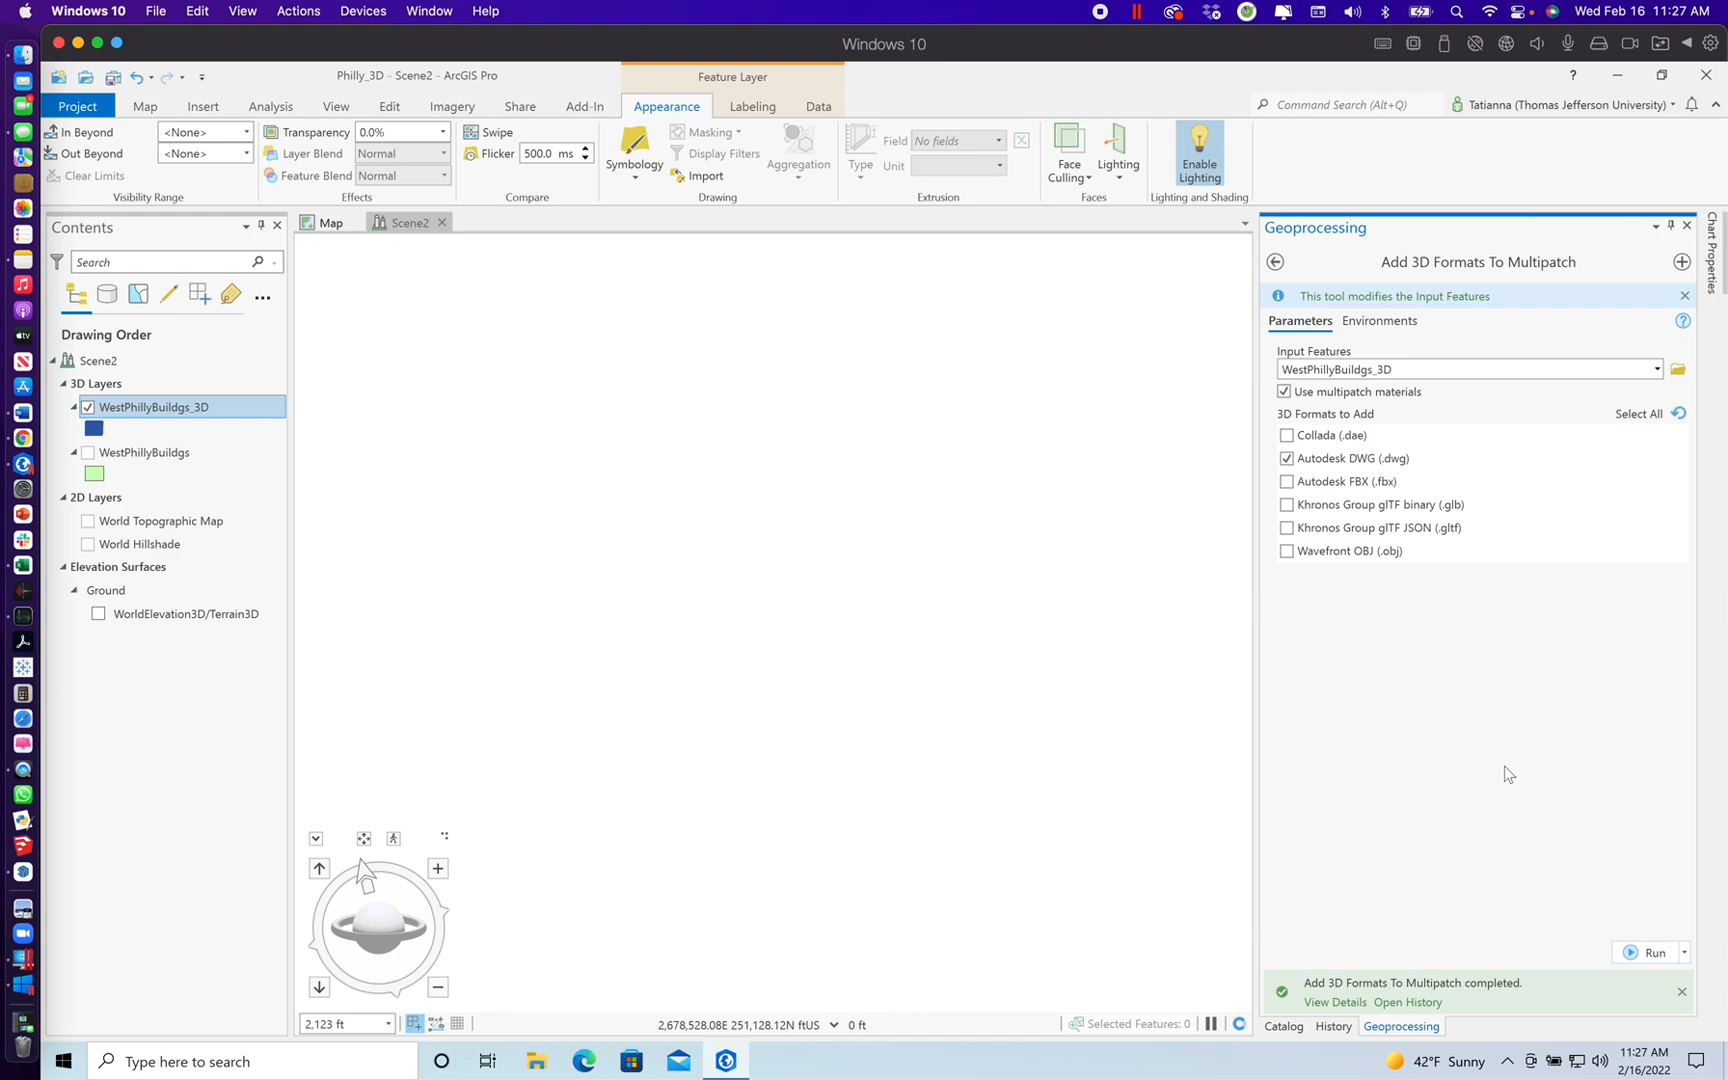 Windows 10 File Edit View Actions Devices Window Help Wed Feb 16 11:27 AM
Windows 10
Philly_3D - Scene2 - ArcGIS Pro Feature Layer ?
Project Map Insert Analysis View Edit Imagery Share Add-In Appearance Labeling Data Command Search (Alt+Q) Tatianna (Thomas Jefferson University)
In Beyond <None> Transparency 0.0% Swipe Masking Field No fields
Out Beyond <None> Layer Blend Normal Flicker 500.0 ms Symbology Display Filters Aggregation Type Unit Face Culling Lighting Enable Lighting
Clear Limits Feature Blend Normal Import
Visibility Range Effects Compare Drawing Extrusion Faces Lighting and Shading
Contents
Search
Drawing Order
Scene2
3D Layers
WestPhillyBuildgs_3D
WestPhillyBuildgs
2D Layers
World Topographic Map
World Hillshade
Elevation Surfaces
Ground
WorldElevation3D/Terrain3D
Map Scene2
2,123 ft 2,678,528.08E 251,128.12N ftUS 0 ft Selected Features: 0
Geoprocessing
Add 3D Formats To Multipatch
This tool modifies the Input Features
Parameters Environments
Input Features
WestPhillyBuildgs_3D
Use multipatch materials
3D Formats to Add Select All
Collada (.dae)
Autodesk DWG (.dwg)
Autodesk FBX (.fbx)
Khronos Group glTF binary (.glb)
Khronos Group glTF JSON (.gltf)
Wavefront OBJ (.obj)
Run
Add 3D Formats To Multipatch completed.
View Details Open History
Catalog History Geoprocessing
Chart Properties
Type here to search 42°F Sunny 11:27 AM
2/16/2022